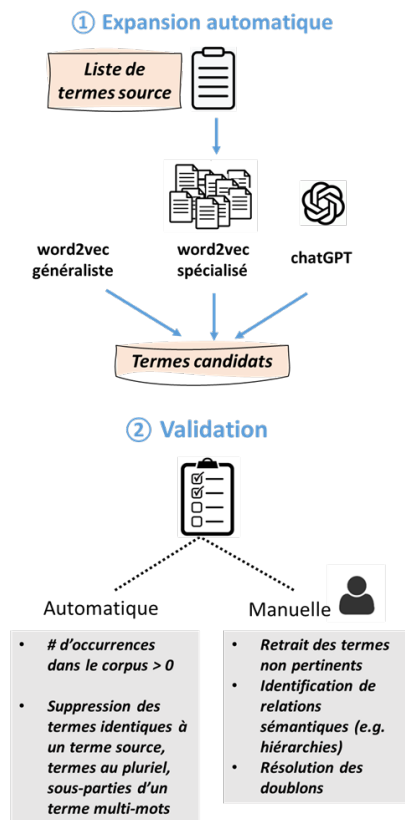 ① Expansion automatique
Liste de
termes source
word2vec
généraliste
word2vec
spécialisé
chatGPT
Termes candidats
② Validation
Automatique
• # d'occurrences
dans le corpus > 0
• Suppression des
termes identiques à
un terme source,
termes au pluriel,
sous-parties d'un
terme multi-mots
Manuelle
• Retrait des termes
non pertinents
• Identification de
relations
sémantiques (e.g.
hiérarchies)
• Résolution des
doublons